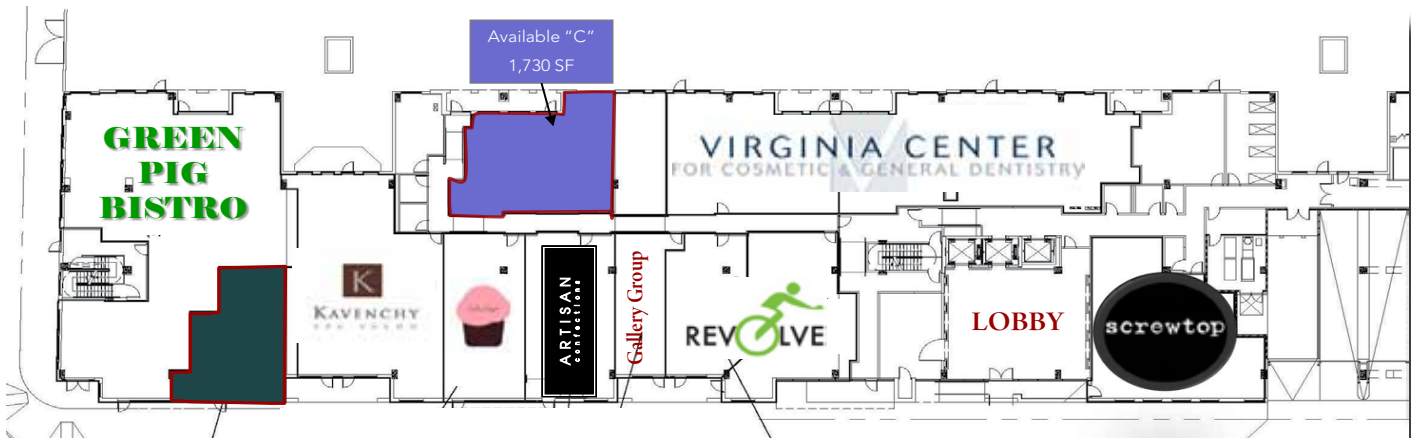 Available “C”
1,730 SF
GREEN
PIG
BISTRO
VIRGINIA CENTER
FOR COSMETIC & GENERAL DENTISTRY
K
KAVENCHY
ARTISAN
confections
Gallery Group
REVOLVE
LOBBY
screwtop